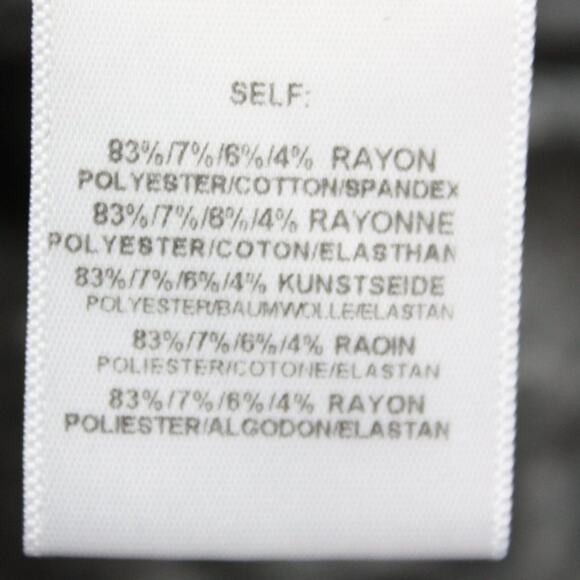 SELF:
83%/7%/6%/4% RAYON
POLYESTER/COTTON/SPANDEX
83%/7%/6%/4% RAYONNE
POLYESTER/COTON/ELASTHAN
83%/7%/6%/4% KUNSTSEIDE
POLYESTER/BAUMWOLLE/ELASTAN
83%/7%/6%/4% RAOIN
POLIESTER/COTONE/ELASTAN
83%/7%/6%/4% RAYON
POLIESTER/ALGODON/ELASTAN